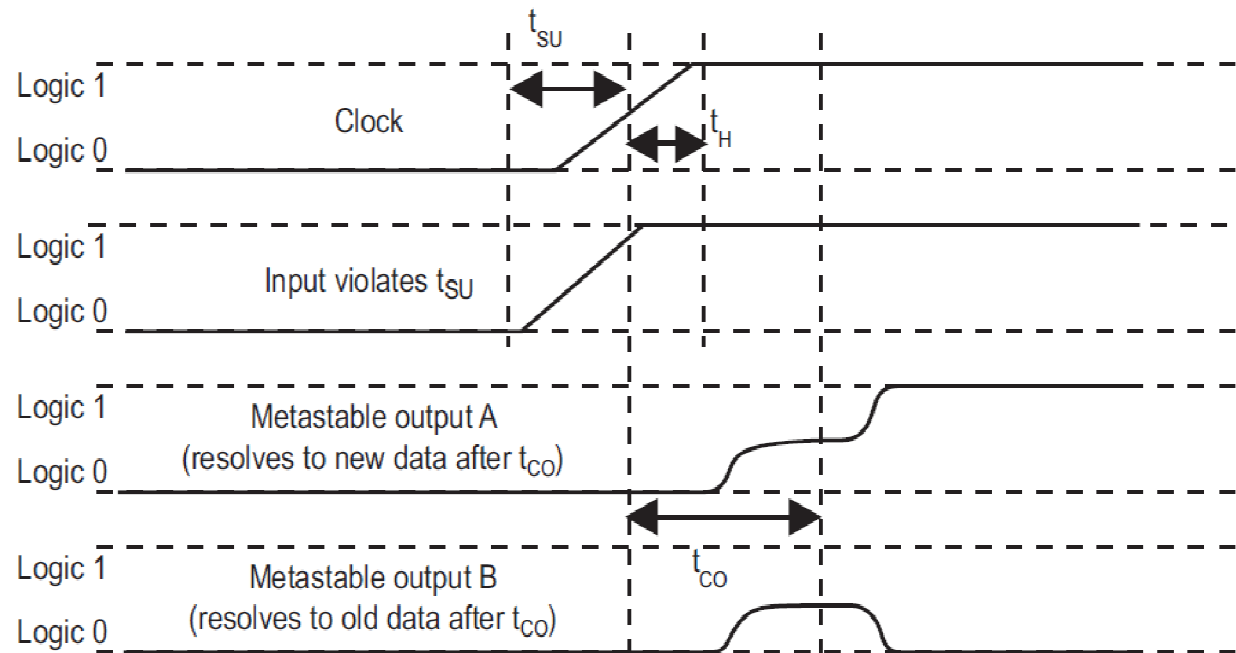 tSU
Logic 1
Clock
tH
Logic 0
Logic 1
Input violates tSU
Logic 0
Logic 1
Metastable output A
(resolves to new data after tCO)
Logic 0
tCO
Logic 1
Metastable output B
(resolves to old data after tCO)
Logic 0